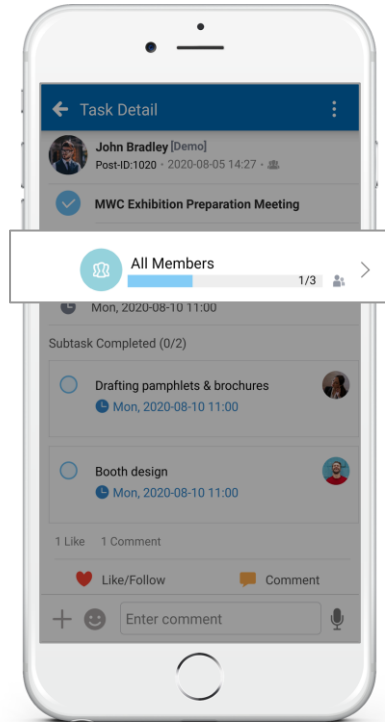 Task Detail
John Bradley [Demo]
Post-ID:1020 - 2020-08-05 14:27 -
MWC Exhibition Preparation Meeting
All Members
1/3
Mon, 2020-08-10 11:00
Subtask Completed (0/2)
Drafting pamphlets & brochures
Mon, 2020-08-10 11:00
Booth design
Mon, 2020-08-10 11:00
1 Like 1 Comment
Like/Follow Comment
Enter comment